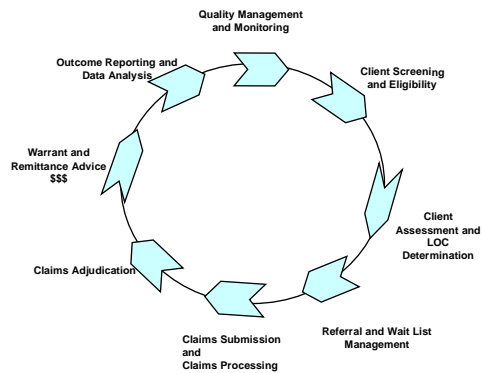 Quality Management
and Monitoring
Client Screening
and Eligibility
Client
Assessment and
LOC
Determination
Referral and Wait List
Management
Claims Submission
and
Claims Processing
Claims Adjudication
Warrant and
Remittance Advice
$$$
Outcome Reporting and
Data Analysis